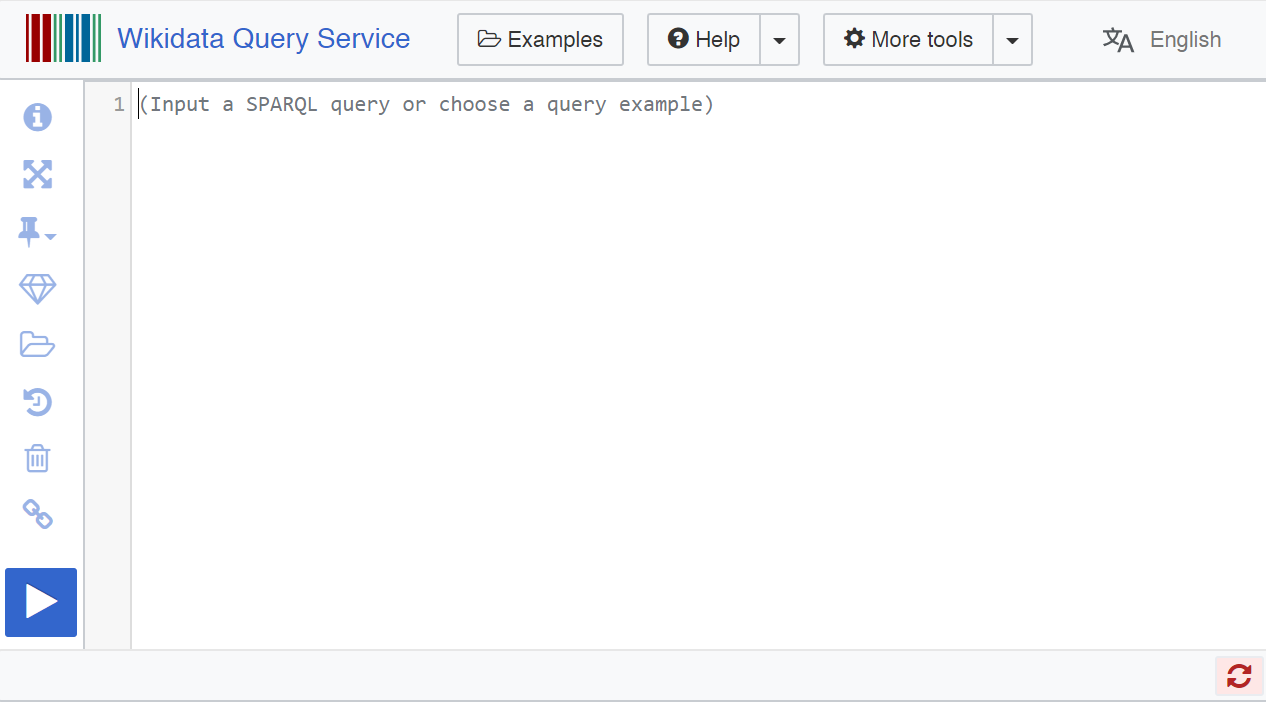 Wikidata Query Service
Examples
Help
More tools
English
1 (Input a SPARQL query or choose a query example)